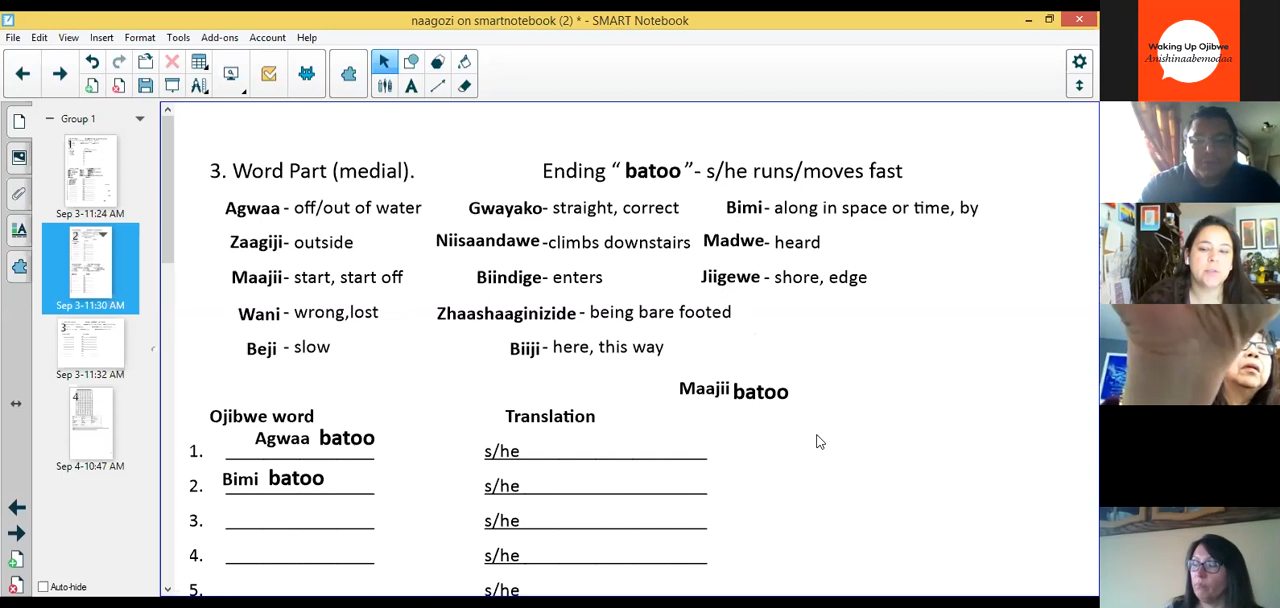 naagozi on smartnotebook (2) * - SMART Notebook
File Edit View Insert Format Tools Add-ons Account Help
Group 1
1
Sep 3-11:24 AM
2
Sep 3-11:30 AM
3
Sep 3-11:32 AM
4
Sep 4-10:47 AM
Auto-hide
3. Word Part (medial). Ending “ batoo ”- s/he runs/moves fast
Agwaa - off/out of water Gwayako- straight, correct Bimi - along in space or time, by
Zaagiji- outside Niisaandawe -climbs downstairs Madwe- heard
Maajii- start, start off Biindige- enters Jiigewe - shore, edge
Wani - wrong,lost Zhaashaaginizide - being bare footed
Beji - slow Biiji- here, this way
Maajii batoo
Ojibwe word Translation
1. Agwaa batoo s/he
2. Bimi batoo s/he
3. s/he
4. s/he
5. s/he
Waking Up Ojibwe
Anishinaabemodaa